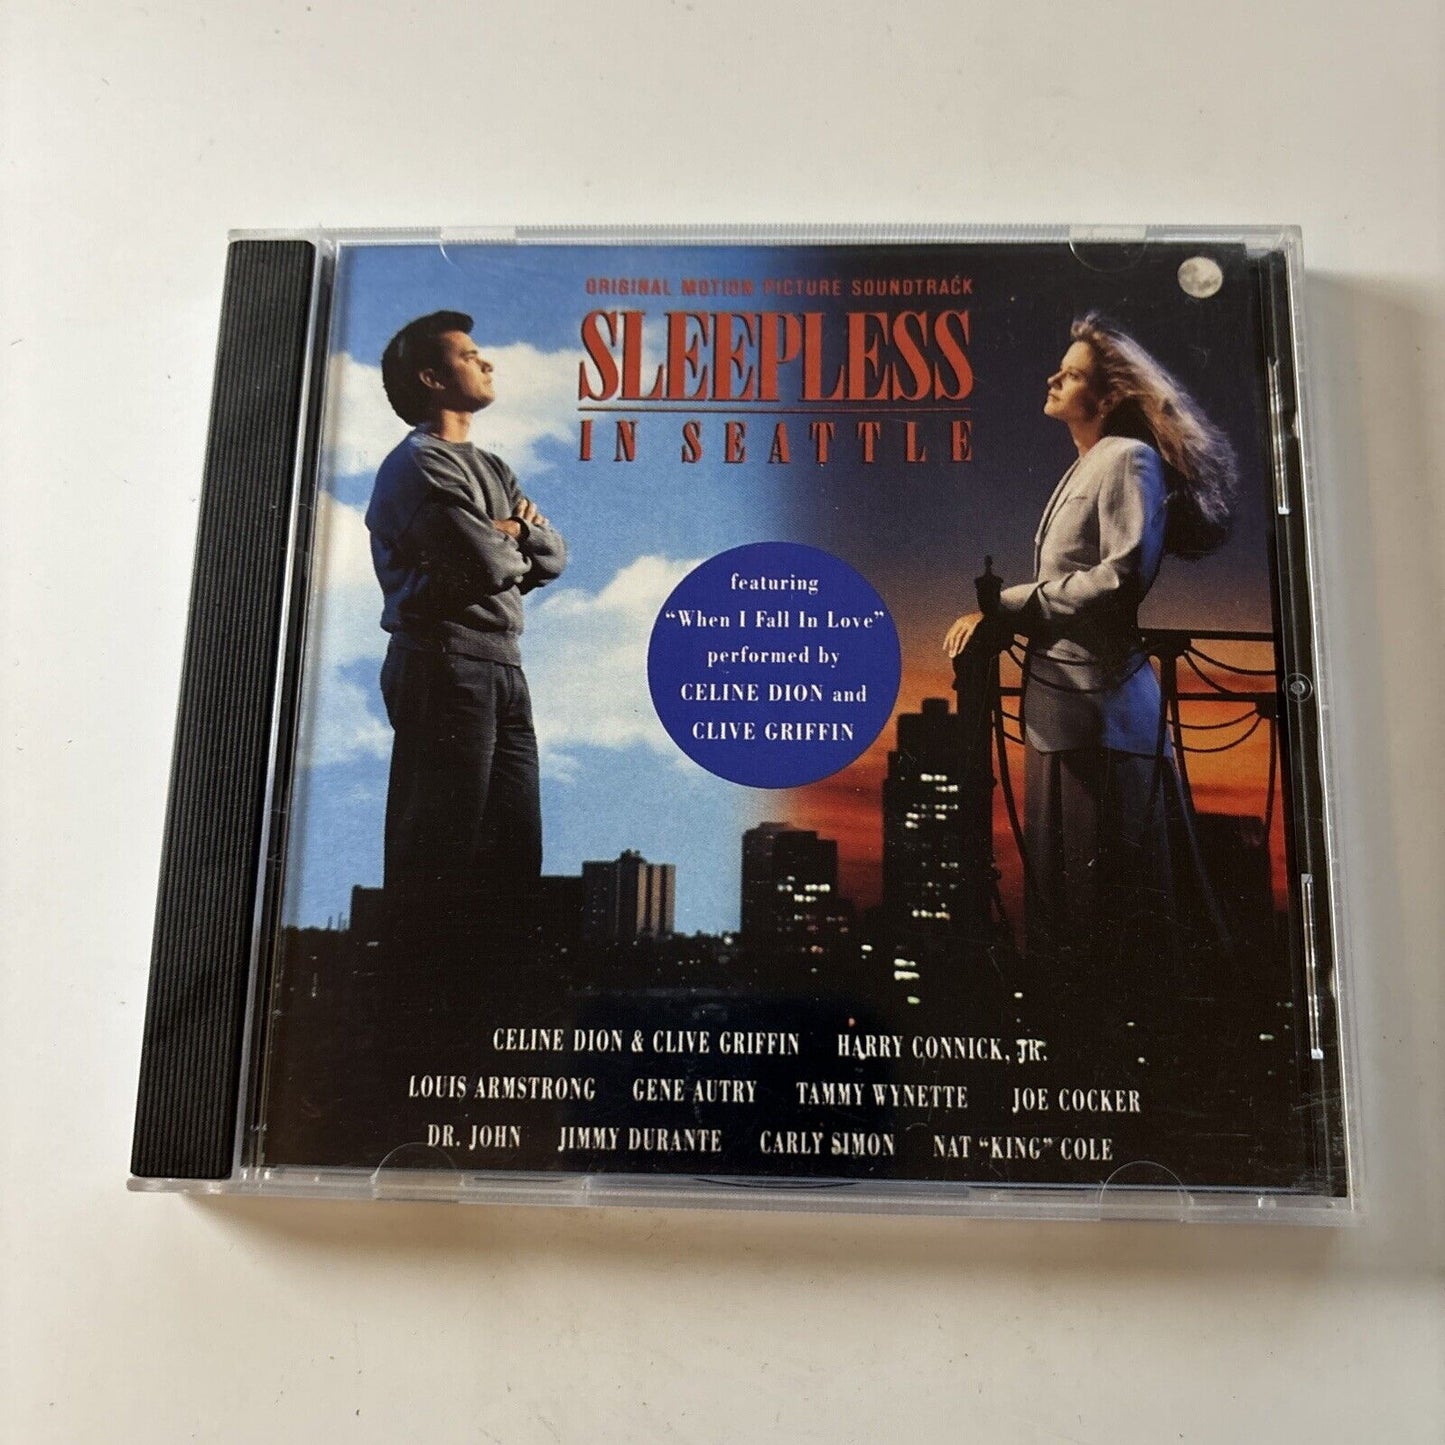 ORIGINAL MOTION PICTURE SOUNDTRACK
SLEEPLESS
IN SEATTLE
featuring
“When I Fall In Love”
performed by
CELINE DION and
CLIVE GRIFFIN
CELINE DION & CLIVE GRIFFIN HARRY CONNICK, JR.
LOUIS ARMSTRONG GENE AUTRY TAMMY WYNETTE JOE COCKER
DR. JOHN JIMMY DURANTE CARLY SIMON NAT “KING” COLE